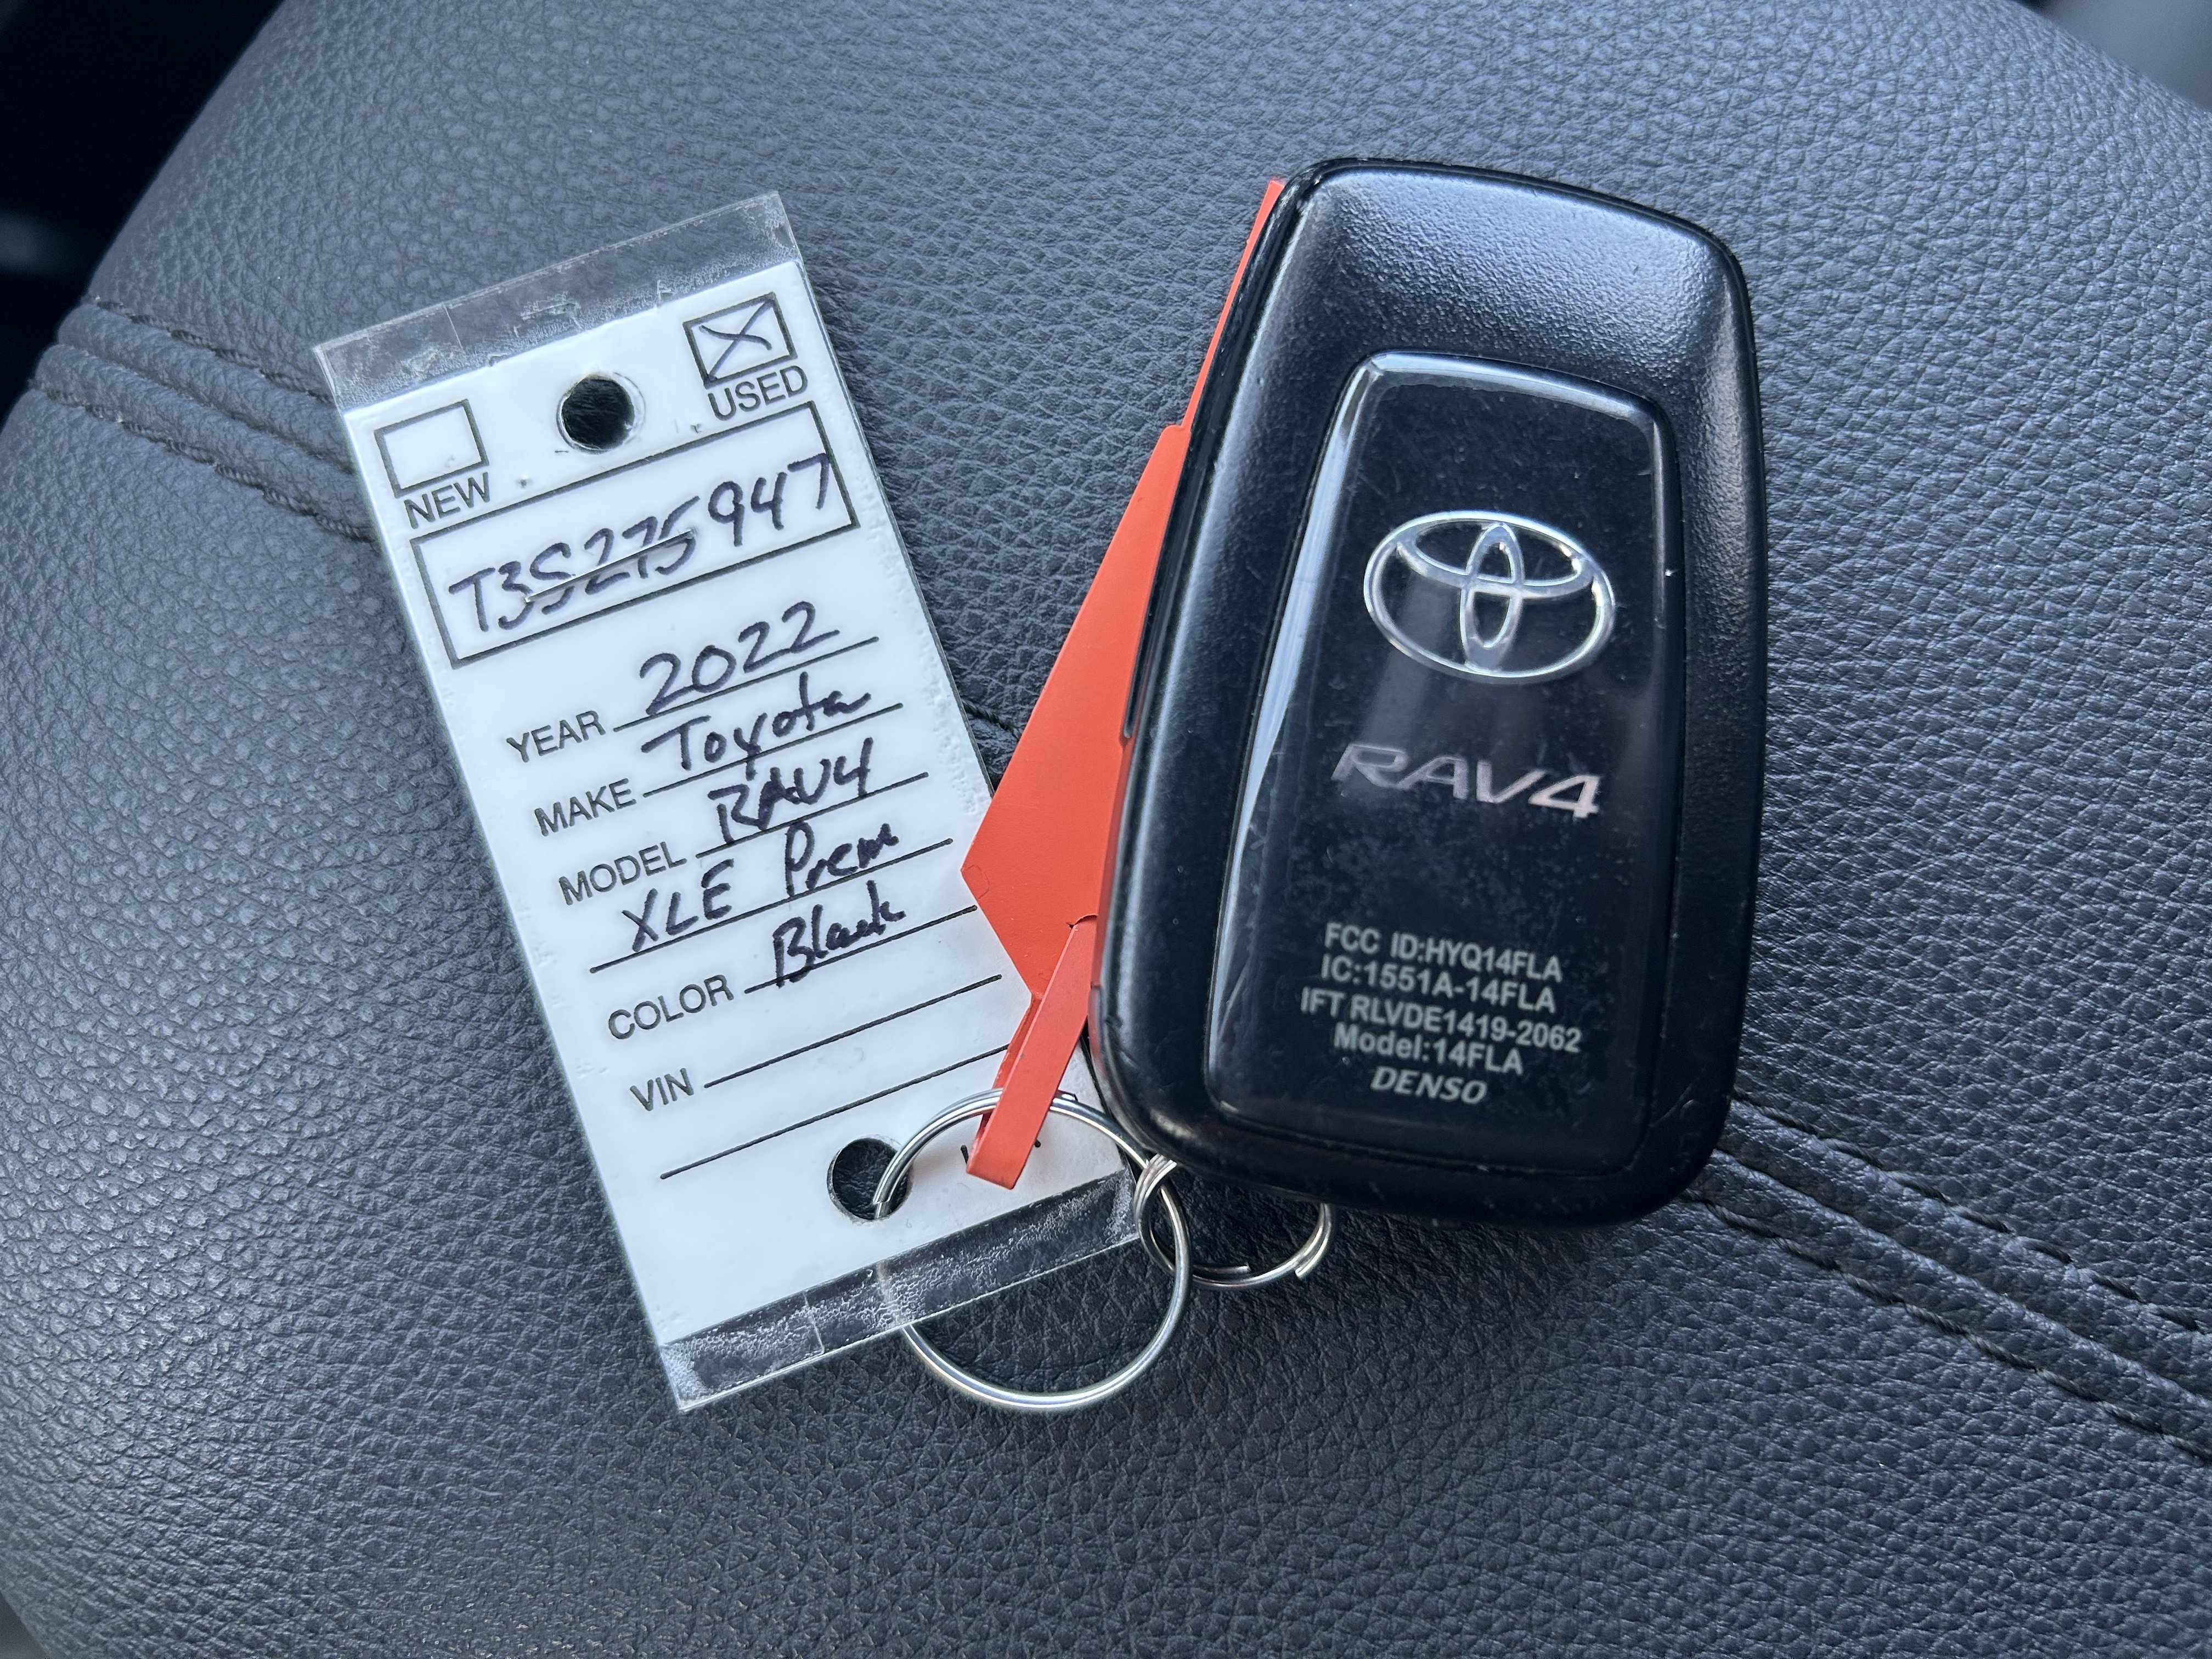 USED
NEW
T3S275947
YEAR 2022
MAKE Toyota
MODEL RAV4
XLE Prem
COLOR Black
VIN
RAV4
FCC ID:HYQ14FLA
IC:1551A-14FLA
IFT RLVDE1419-2062
Model:14FLA
DENSO